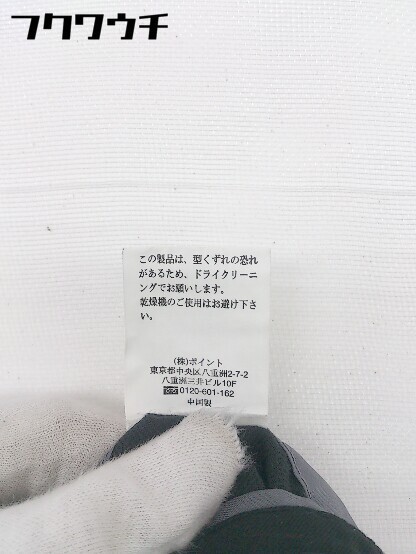 フクワウチ
この製品は、型くずれの恐れ
があるため、ドライクリーニ
ングでお願いします。
乾燥機のご使用はお避け下さ
い。
(株)ポイント
東京都中央区八重洲2-7-2
八重洲三井ビル10F
0120-601-162
中国製